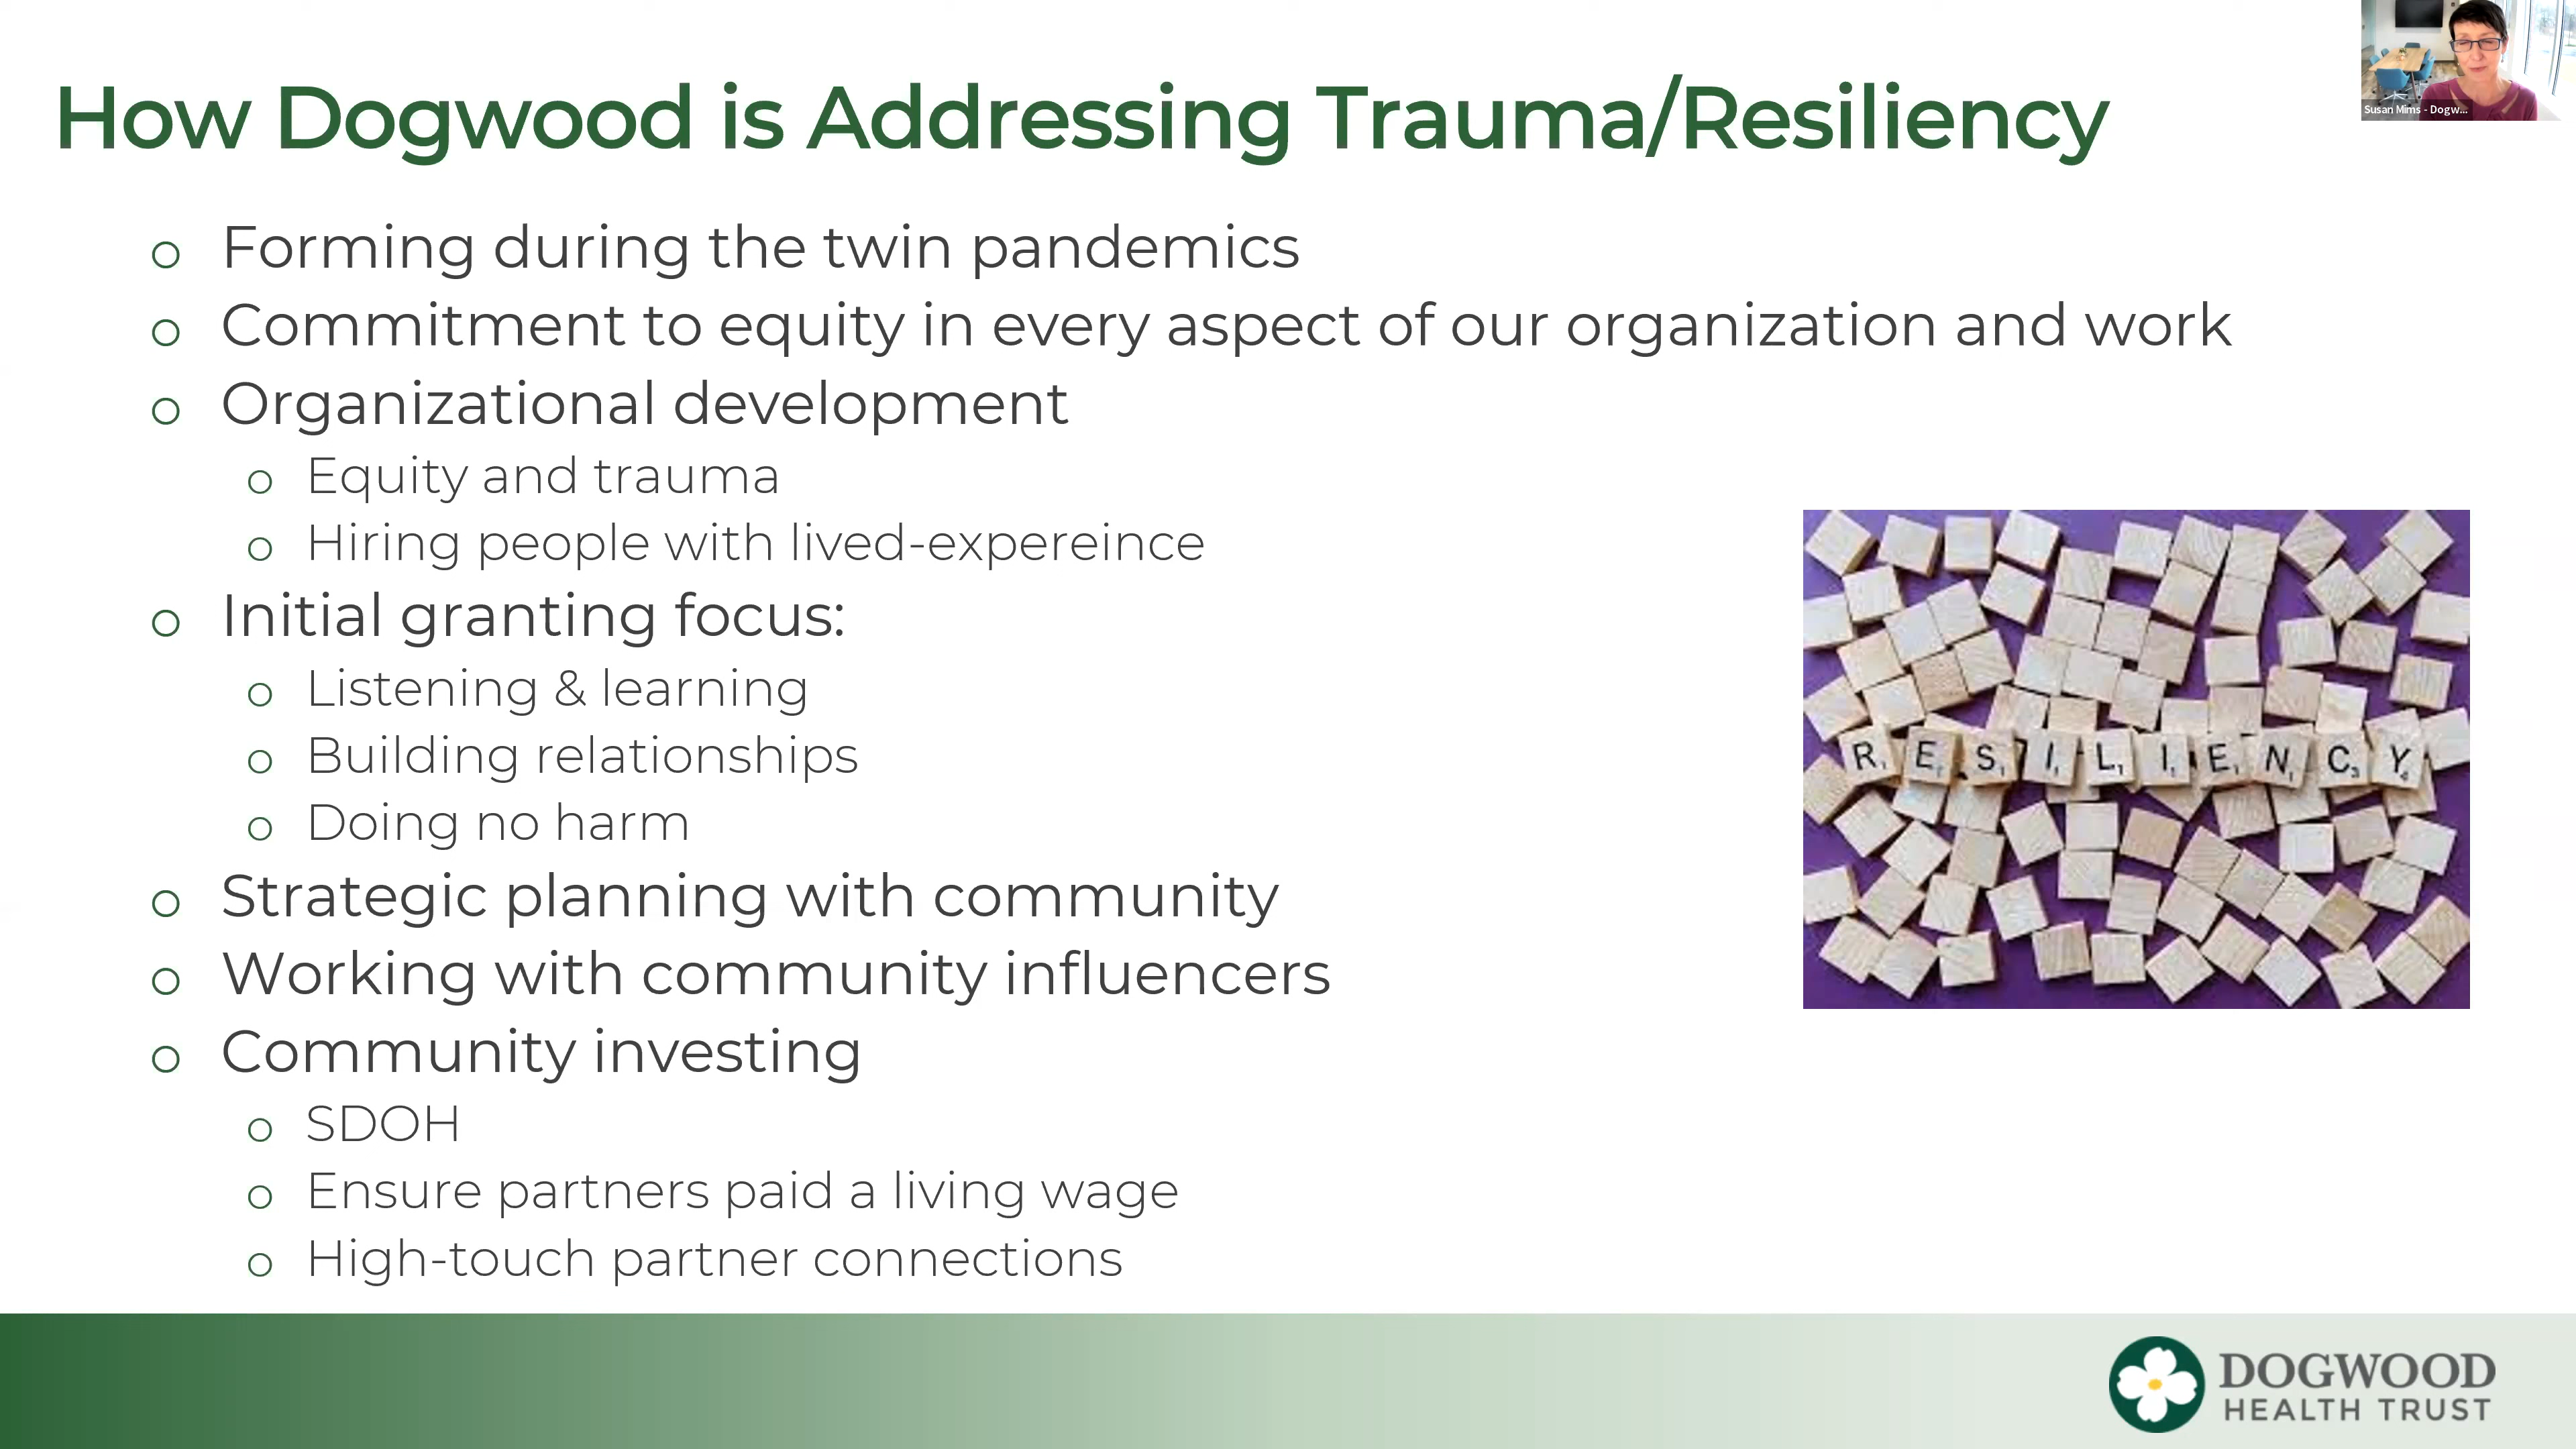 How Dogwood is Addressing Trauma/Resiliency
Susan Mims - Dogw...
o Forming during the twin pandemics
o Commitment to equity in every aspect of our organization and work
o Organizational development
o Equity and trauma
o Hiring people with lived-expereince
o Initial granting focus:
o Listening & learning
o Building relationships
o Doing no harm
o Strategic planning with community
o Working with community influencers
o Community investing
o SDOH
o Ensure partners paid a living wage
o High-touch partner connections
RESILIENCY
DOGWOOD
HEALTH TRUST